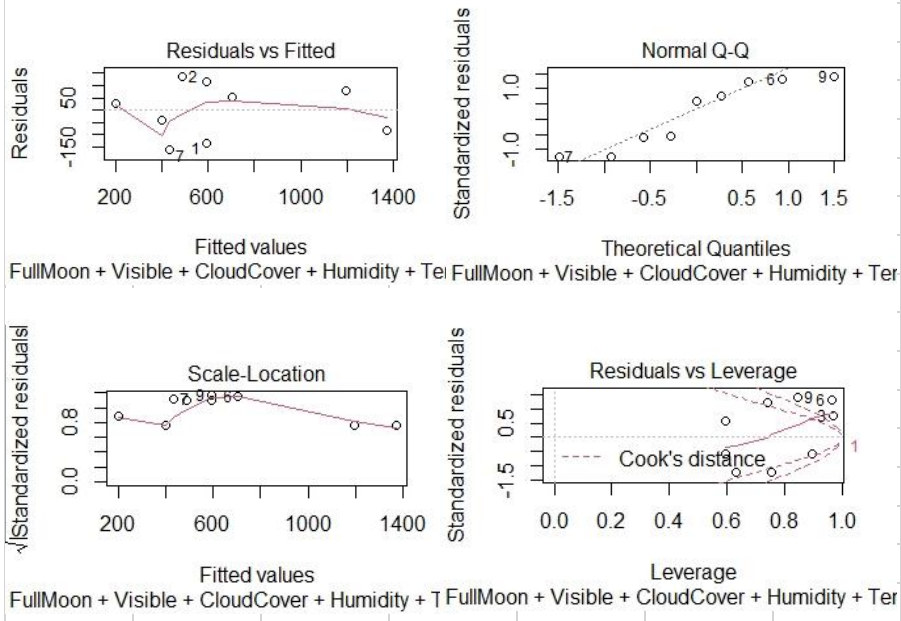 Residuals vs Fitted
Residuals
50
-150
2
7
1
200
600
1000
1400
Fitted values
FullMoon + Visible + CloudCover + Humidity + Ter
Normal Q-Q
Standardized residuals
1.0
-1.0
7
6
9
-1.5
-0.5
0.5
1.0
1.5
Theoretical Quantiles
FullMoon + Visible + CloudCover + Humidity + Ter
Scale-Location
√|Standardized residuals|
0.8
0.0
7
9
6
200
600
1000
1400
Fitted values
FullMoon + Visible + CloudCover + Humidity + T
Residuals vs Leverage
Standardized residuals
0.5
-1.5
9
6
3
1
Cook's distance
0.0
0.2
0.4
0.6
0.8
1.0
Leverage
FullMoon + Visible + CloudCover + Humidity + Ter